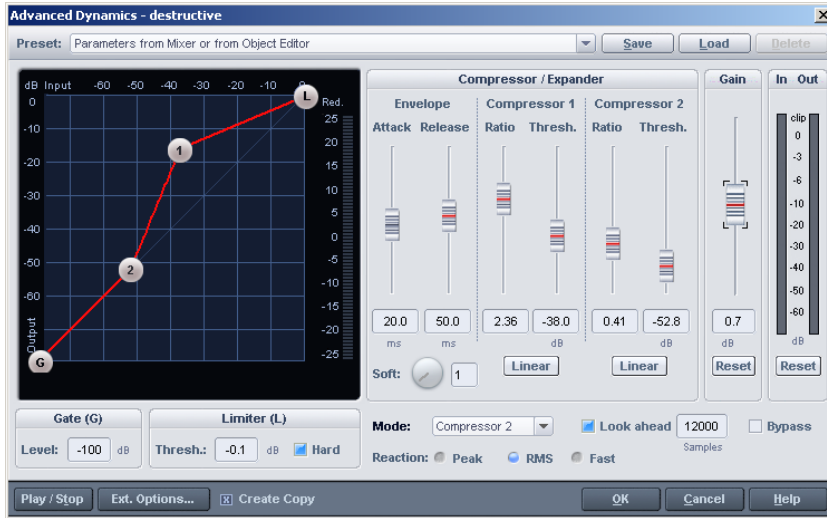 Advanced Dynamics - destructive
Preset: Parameters from Mixer or from Object Editor Save Load Delete
dB Input -60 -50 -40 -30 -20 -10 0 Red.
0
-10
-20
-30
-40
-50
-60
Output
L
1
2
G
25
20
15
10
5
0
-5
-10
-15
-20
-25
Compressor / Expander
Envelope Compressor 1 Compressor 2
Attack Release Ratio Thresh. Ratio Thresh.
20.0 50.0 2.36 -38.0 0.41 -52.8
ms ms dB dB
Soft: 1 Linear Linear
Gain
0.7
dB
Reset
In Out
clip
0
-3
-6
-10
-20
-30
-40
-50
-60
dB
Reset
Gate (G)
Level: -100 dB
Limiter (L)
Thresh.: -0.1 dB Hard
Mode: Compressor 2 Look ahead 12000 Bypass
Samples
Reaction: Peak RMS Fast
Play / Stop Ext. Options... x Create Copy OK Cancel Help